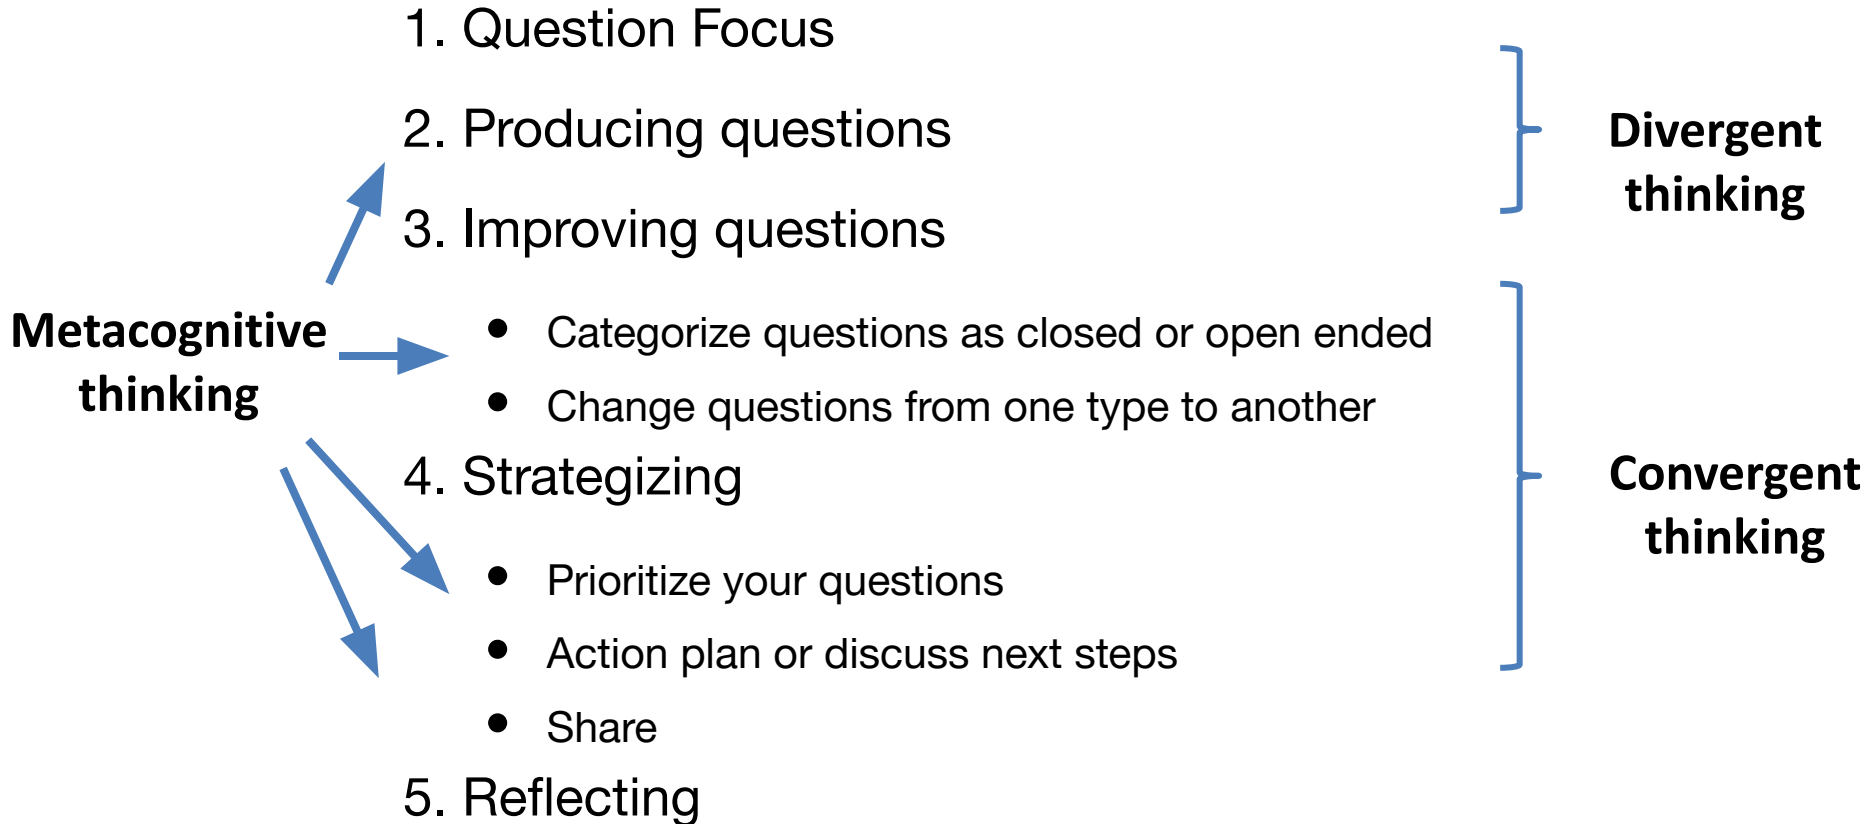 1. Question Focus
2. Producing questions
3. Improving questions
• Categorize questions as closed or open ended
• Change questions from one type to another
4. Strategizing
• Prioritize your questions
• Action plan or discuss next steps
• Share
5. Reflecting
Metacognitive
thinking
Divergent
thinking
Convergent
thinking